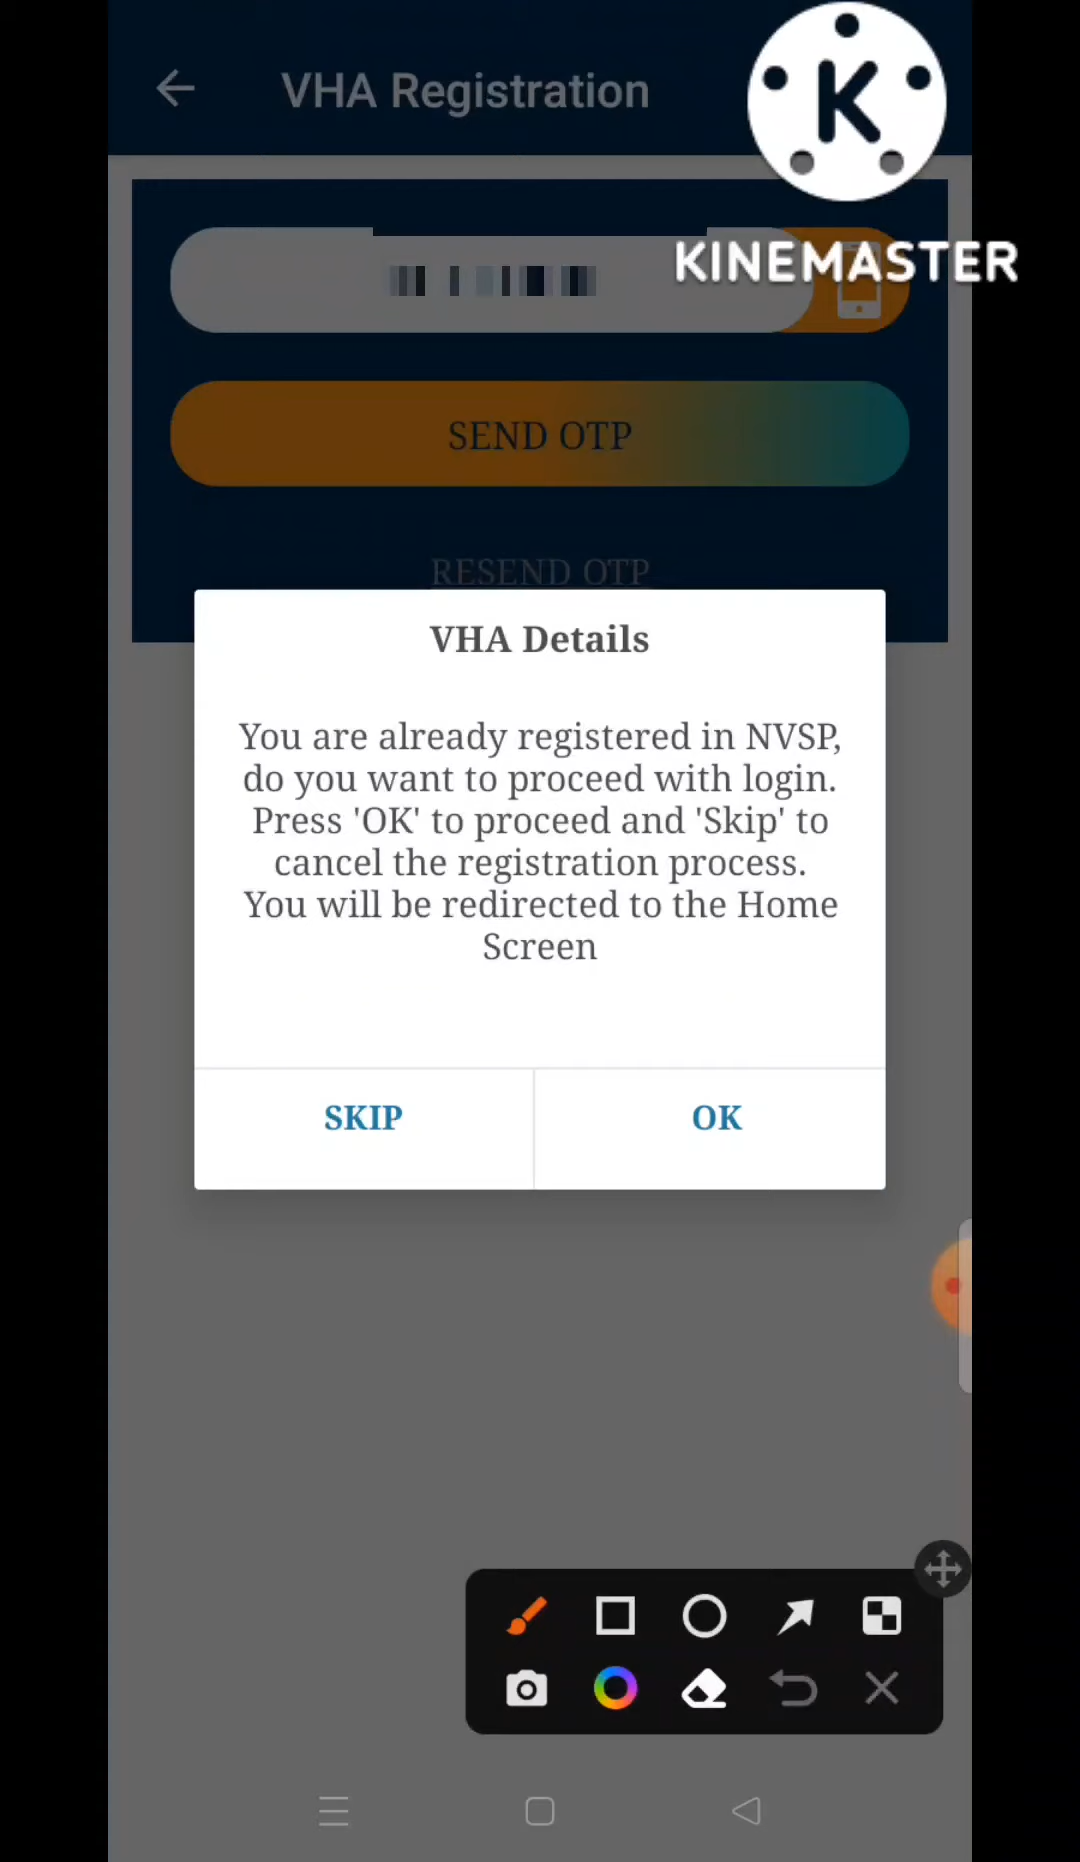 VHA Registration
K
KINEMASTER
SEND OTP
RESEND OTP
VHA Details
You are already registered in NVSP,
do you want to proceed with login.
Press 'OK' to proceed and 'Skip' to
cancel the registration process.
You will be redirected to the Home
Screen
SKIP
OK